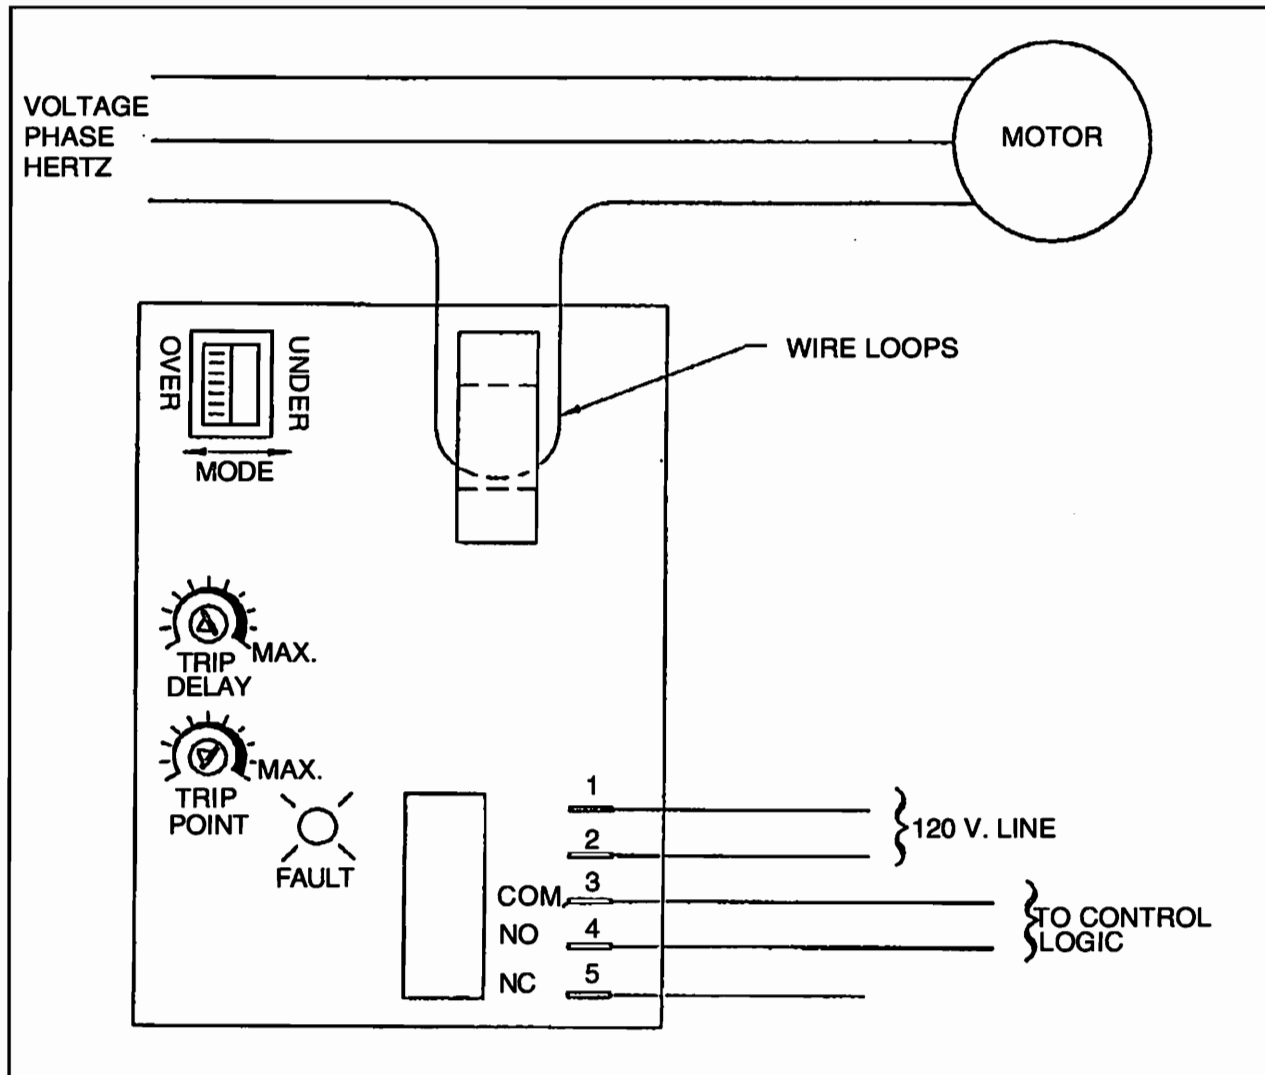 VOLTAGE
PHASE
HERTZ
MOTOR
WIRE LOOPS
OVER
UNDER
MODE
MAX.
TRIP
DELAY
MAX.
TRIP
POINT
FAULT
1
2
120 V. LINE
COM. 3
NO 4
NC 5
TO CONTROL
LOGIC